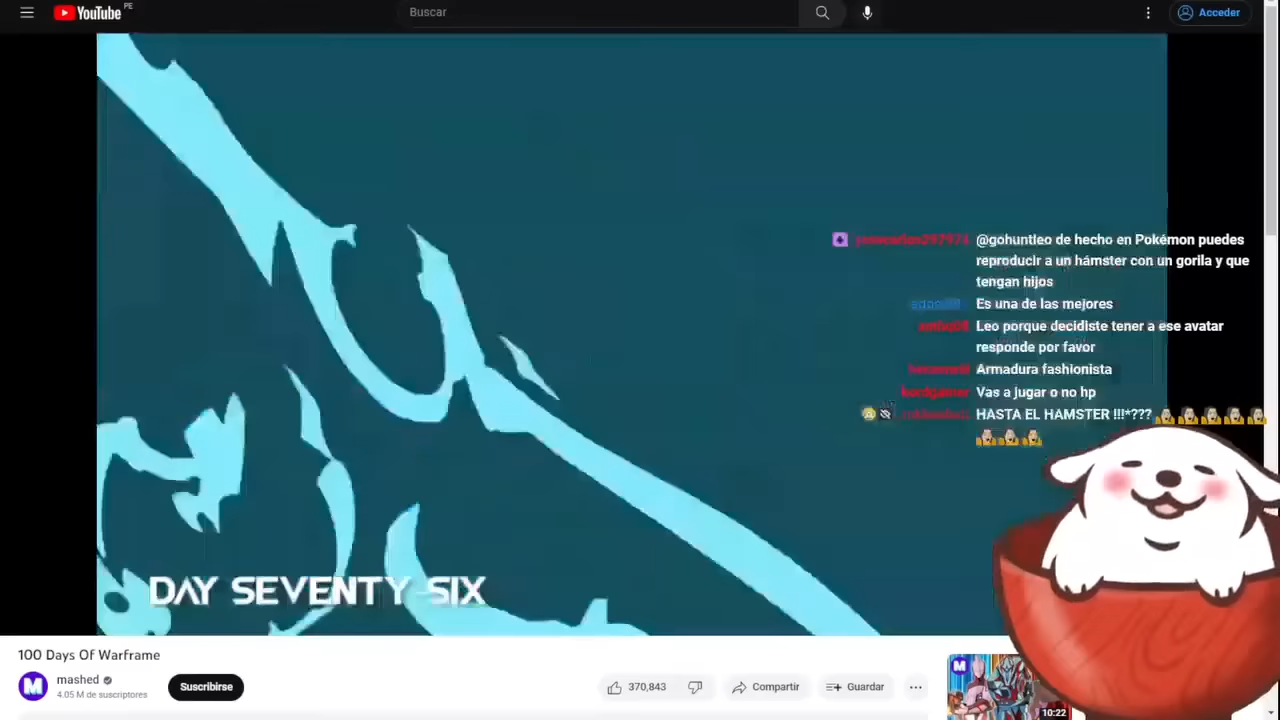 YouTube PE
Buscar
Acceder
@gohuntleo de hecho en Pokémon puedes
reproducir a un hámster con un gorila y que
tengan hijos
Es una de las mejores
Leo porque decidiste tener a ese avatar
responde por favor
Armadura fashionista
Vas a jugar o no hp
HASTA EL HAMSTER !!!*???
DAY SEVENTY SIX
100 Days Of Warframe
mashed
4.05 M de suscriptores
Suscribirse
370,843
Compartir
Guardar
10:22